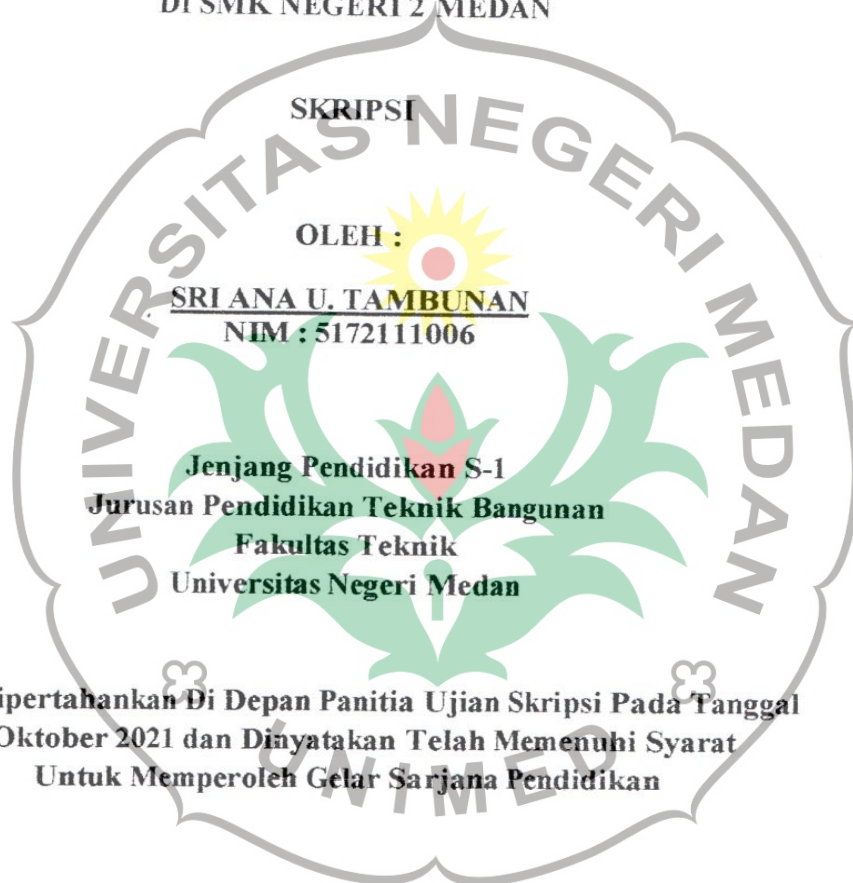 DI SMK NEGERI 2 MEDAN
SKRIPSI
OLEH :
SRI ANA U. TAMBUNAN
NIM : 5172111006
Jenjang Pendidikan S-1
Jurusan Pendidikan Teknik Bangunan
Fakultas Teknik
Universitas Negeri Medan
ipertahankan Di Depan Panitia Ujian Skripsi Pada Tanggal
Oktober 2021 dan Dinyatakan Telah Memenuhi Syarat
Untuk Memperoleh Gelar Sarjana Pendidikan
UNIVERSITAS NEGERI MEDAN
UNIMED